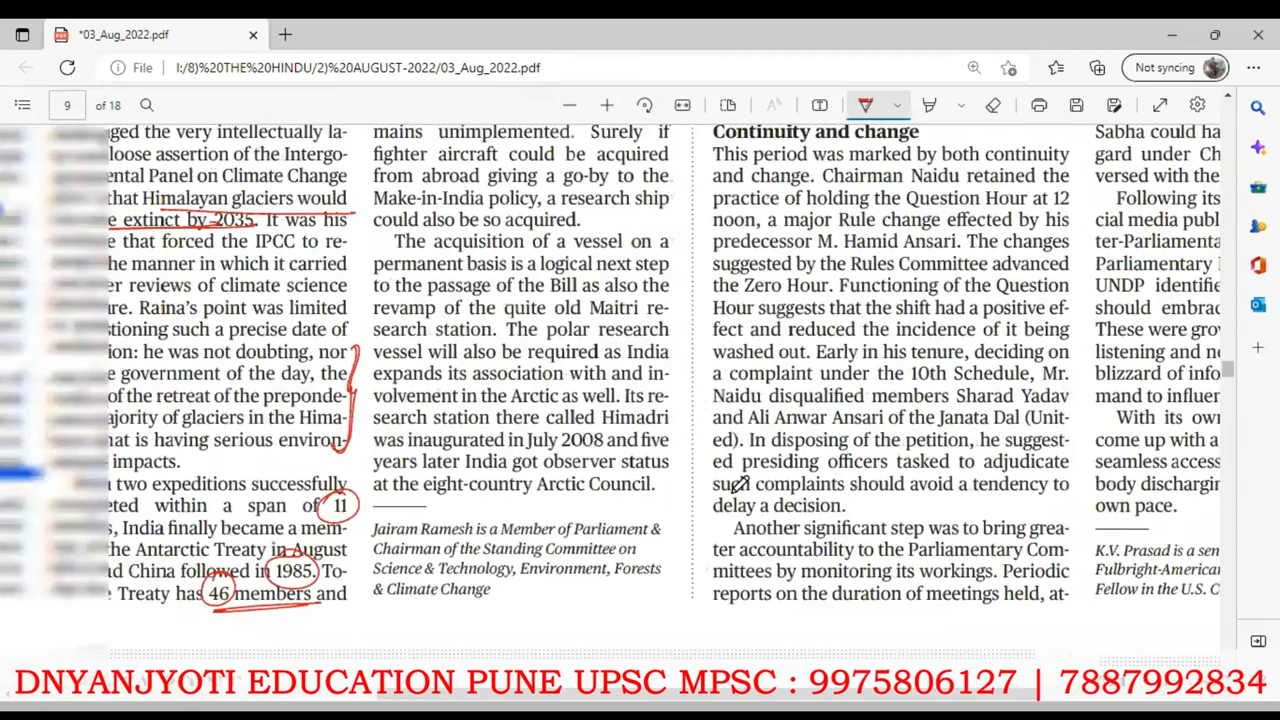 *03_Aug_2022.pdf
File
I:/8)%20THE%20HINDU/2)%20AUGUST-2022/03_Aug_2022.pdf
Not syncing
9 of 18
ged the very intellectually la-
loose assertion of the Intergo-
ental Panel on Climate Change
that Himalayan glaciers would
e extinct by 2035. It was his
e that forced the IPCC to re-
he manner in which it carried
er reviews of climate science
ure. Raina's point was limited
stioning such a precise date of
ion: he was not doubting, nor
e government of the day, the
of the retreat of the preponde-
ajority of glaciers in the Hima-
hat is having serious environ-
impacts.
two expeditions successfully
eted within a span of 11
s, India finally became a mem-
the Antarctic Treaty in August
d China followed in 1985. To-
Treaty has 46 members and
mains unimplemented. Surely if
fighter aircraft could be acquired
from abroad giving a go-by to the
Make-in-India policy, a research ship
could also be so acquired.
The acquisition of a vessel on a
permanent basis is a logical next step
to the passage of the Bill as also the
revamp of the quite old Maitri re-
search station. The polar research
vessel will also be required as India
expands its association with and in-
volvement in the Arctic as well. Its re-
search station there called Himadri
was inaugurated in July 2008 and five
years later India got observer status
at the eight-country Arctic Council.
Jairam Ramesh is a Member of Parliament &
Chairman of the Standing Committee on
Science & Technology, Environment, Forests
& Climate Change
Continuity and change
This period was marked by both continuity
and change. Chairman Naidu retained the
practice of holding the Question Hour at 12
noon, a major Rule change effected by his
predecessor M. Hamid Ansari. The changes
suggested by the Rules Committee advanced
the Zero Hour. Functioning of the Question
Hour suggests that the shift had a positive ef-
fect and reduced the incidence of it being
washed out. Early in his tenure, deciding on
a complaint under the 10th Schedule, Mr.
Naidu disqualified members Sharad Yadav
and Ali Anwar Ansari of the Janata Dal (Unit-
ed). In disposing of the petition, he suggest-
ed presiding officers tasked to adjudicate
such complaints should avoid a tendency to
delay a decision.
Another significant step was to bring grea-
ter accountability to the Parliamentary Com-
mittees by monitoring its workings. Periodic
reports on the duration of meetings held, at-
Sabha could ha
gard under Ch
versed with the
Following its
cial media publ
ter-Parliamenta
Parliamentary
UNDP identifie
should embrac
These were grov
listening and no
blizzard of info
mand to influer
With its own
come up with a
seamless access
body discharging
own pace.
K.V. Prasad is a sen
Fulbright-American
Fellow in the U.S. C
DNYANJYOTI EDUCATION PUNE UPSC MPSC : 9975806127 | 7887992834